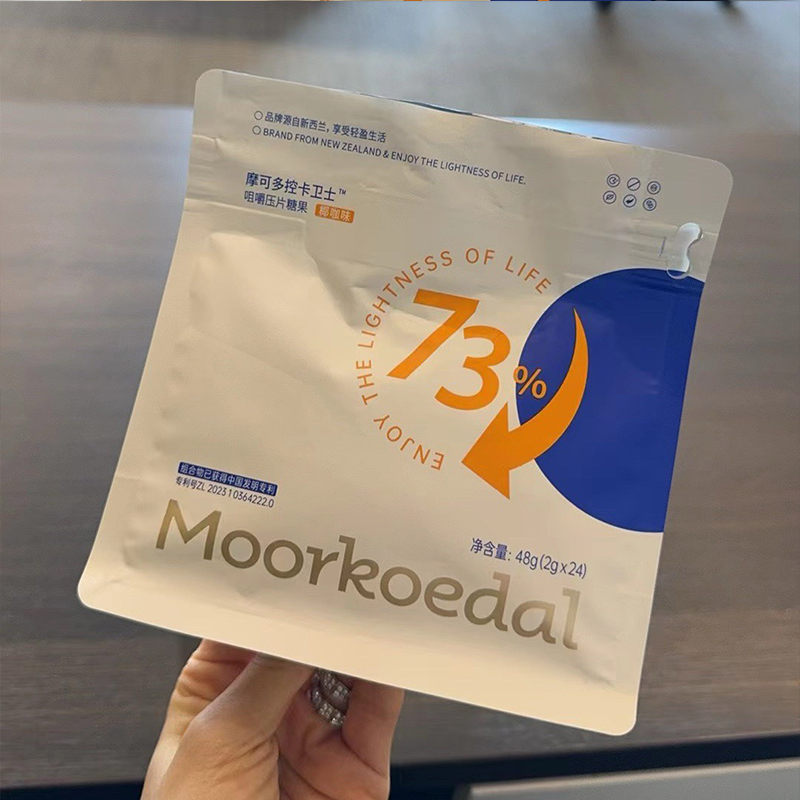 品牌源自新西兰，享受轻盈生活
BRAND FROM NEW ZEALAND & ENJOY THE LIGHTNESS OF LIFE.
摩可多控卡卫士™
咀嚼压片糖果 椰咖味
ENJOY THE LIGHTNESS OF LIFE
73%
组合物已获得中国发明专利
专利号ZL 2023 1 0364222.0
Moorkoedal
净含量：48g(2gx24)